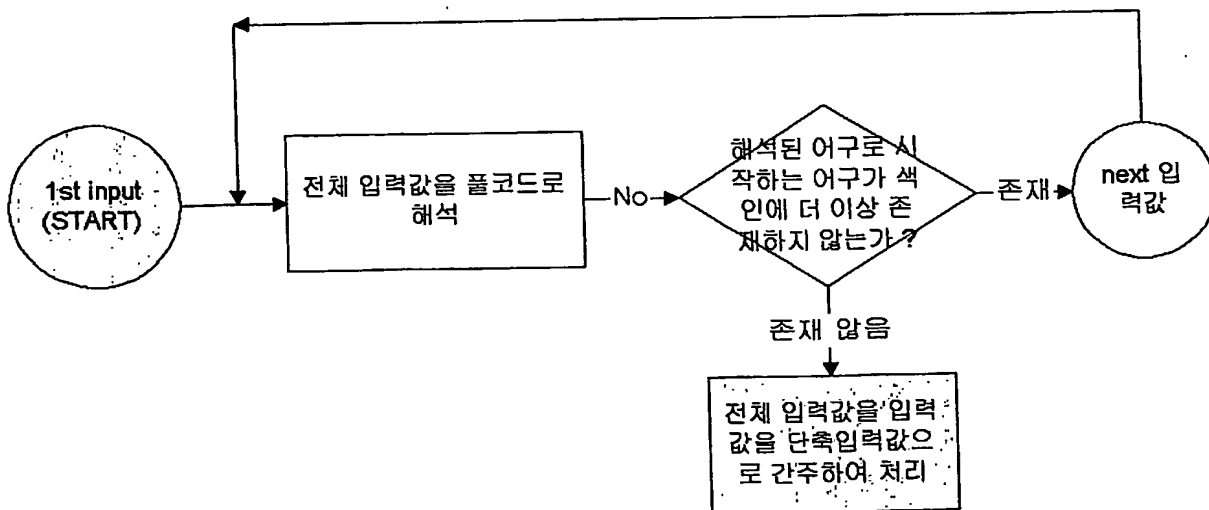 1st input
(START)
전체 입력값을 풀코드로
해석
No
해석된 어구로 시
작하는 어구가 색
인에 더 이상 존
재하지 않는가 ?
존재
next 입
력값
존재 않음
전체 입력값을 입력
값을 단축입력값으
로 간주하여 처리